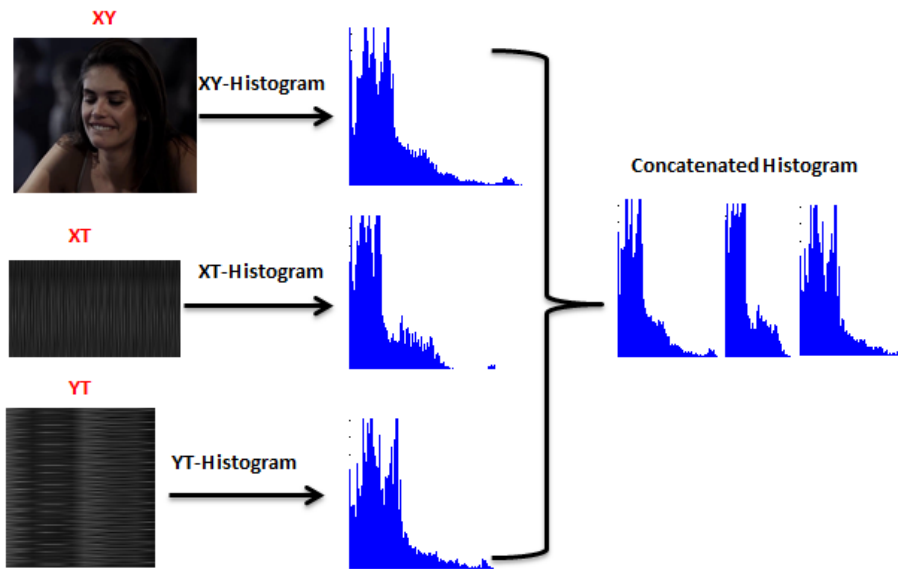 XY
XY-Histogram
Concatenated Histogram
XT
XT-Histogram
YT
YT-Histogram